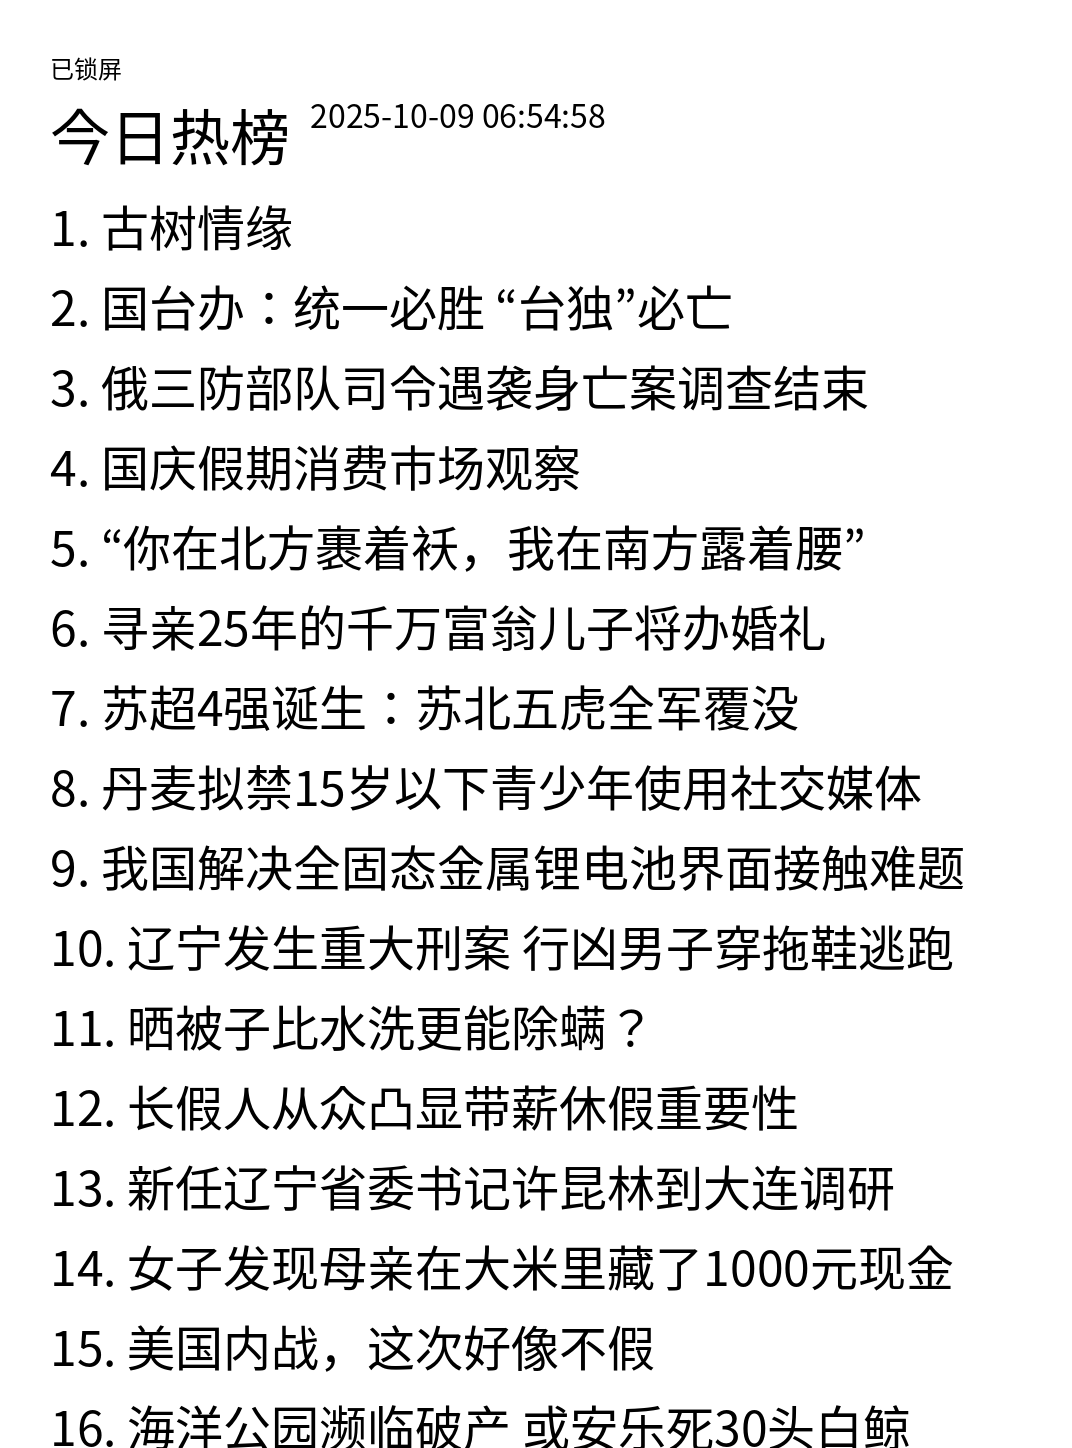 已锁屏
今日热榜 2025-10-09 06:54:58
1. 古树情缘
2. 国台办：统一必胜 “台独”必亡
3. 俄三防部队司令遇袭身亡案调查结束
4. 国庆假期消费市场观察
5. “你在北方裹着袄，我在南方露着腰”
6. 寻亲25年的千万富翁儿子将办婚礼
7. 苏超4强诞生：苏北五虎全军覆没
8. 丹麦拟禁15岁以下青少年使用社交媒体
9. 我国解决全固态金属锂电池界面接触难题
10. 辽宁发生重大刑案 行凶男子穿拖鞋逃跑
11. 晒被子比水洗更能除螨？
12. 长假人从众凸显带薪休假重要性
13. 新任辽宁省委书记许昆林到大连调研
14. 女子发现母亲在大米里藏了1000元现金
15. 美国内战，这次好像不假
16. 海洋公园濒临破产 或安乐死30头白鲸